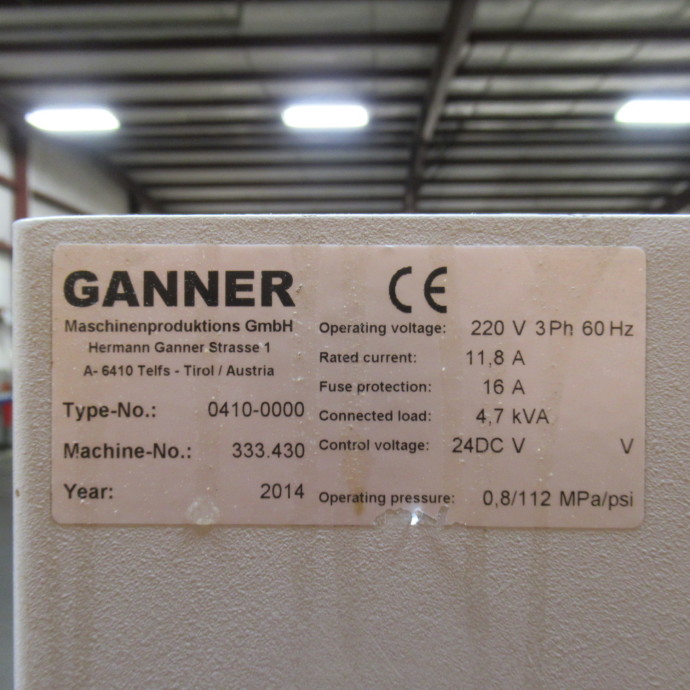 GANNER
CE
Maschinenproduktions GmbH
Hermann Ganner Strasse 1
A- 6410 Telfs - Tirol / Austria
Type-No.: 0410-0000
Machine-No.: 333.430
Year: 2014
Operating voltage: 220 V 3Ph 60 Hz
Rated current: 11,8 A
Fuse protection: 16 A
Connected load: 4,7 kVA
Control voltage: 24DC V V
Operating pressure: 0,8/112 MPa/psi